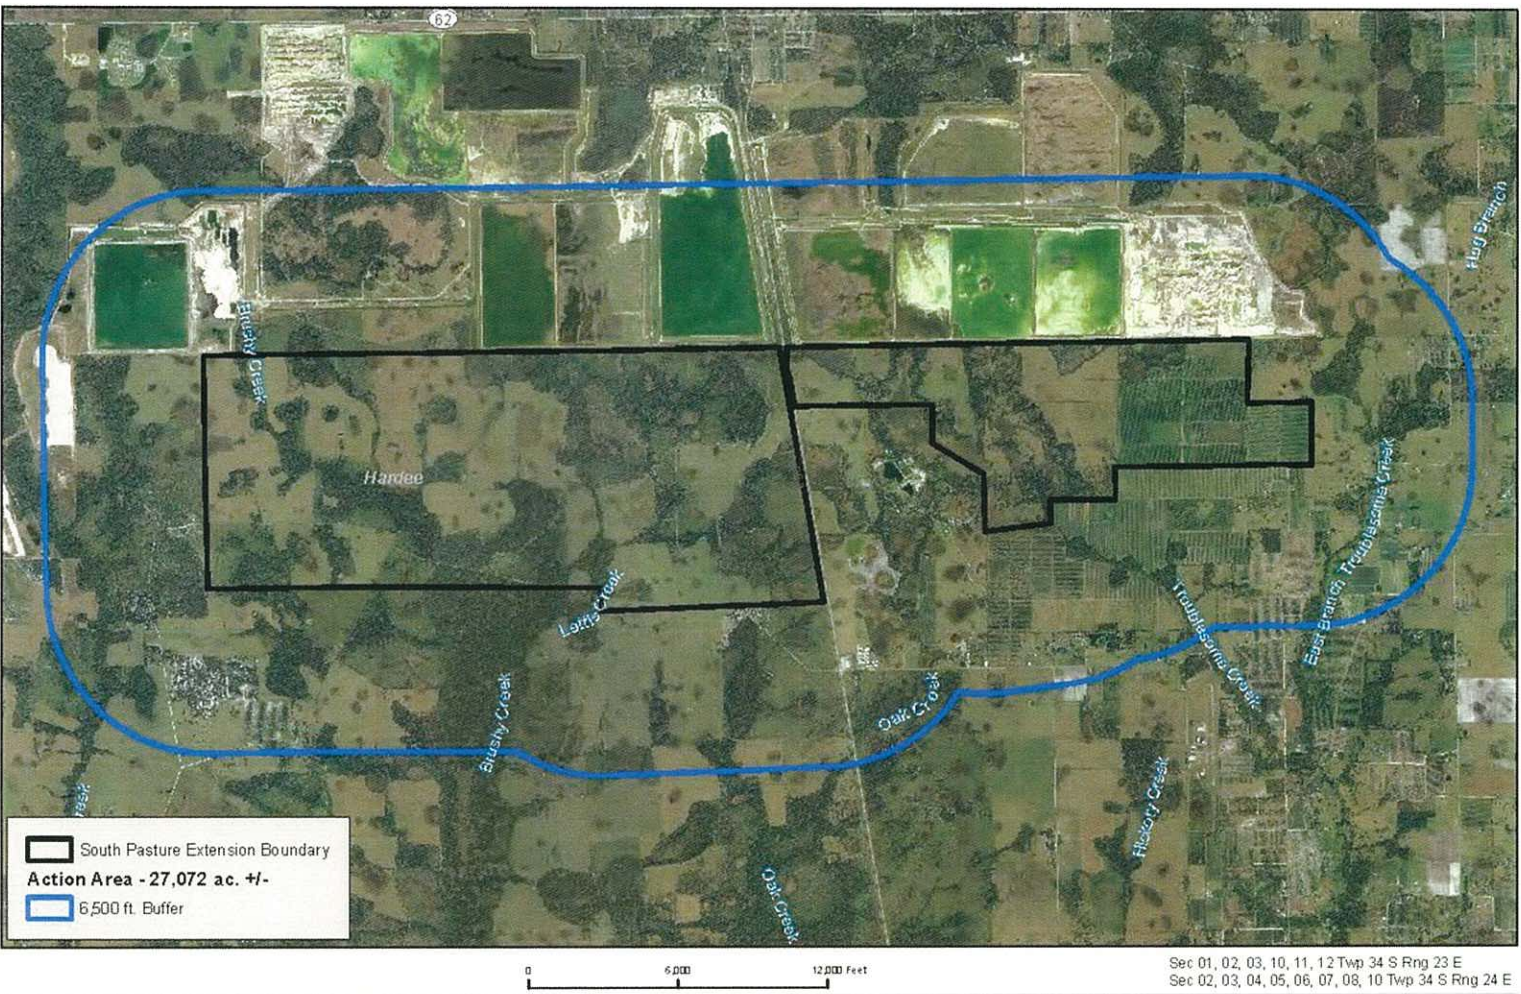 62
Hog Branch
Brushy Creek
Hardee
East Branch Troublesome Creek
Lettis Creek
Troublesome Creek
Brushy Creek
Oak Creek
Hickory Creek
reek
Oak Creek
South Pasture Extension Boundary
Action Area - 27,072 ac. +/-
6,500 ft. Buffer
0 6,000 12,000 Feet
Sec 01, 02, 03, 10, 11, 12 Twp 34 S Rng 23 E
Sec 02, 03, 04, 05, 06, 07, 08, 10 Twp 34 S Rng 24 E